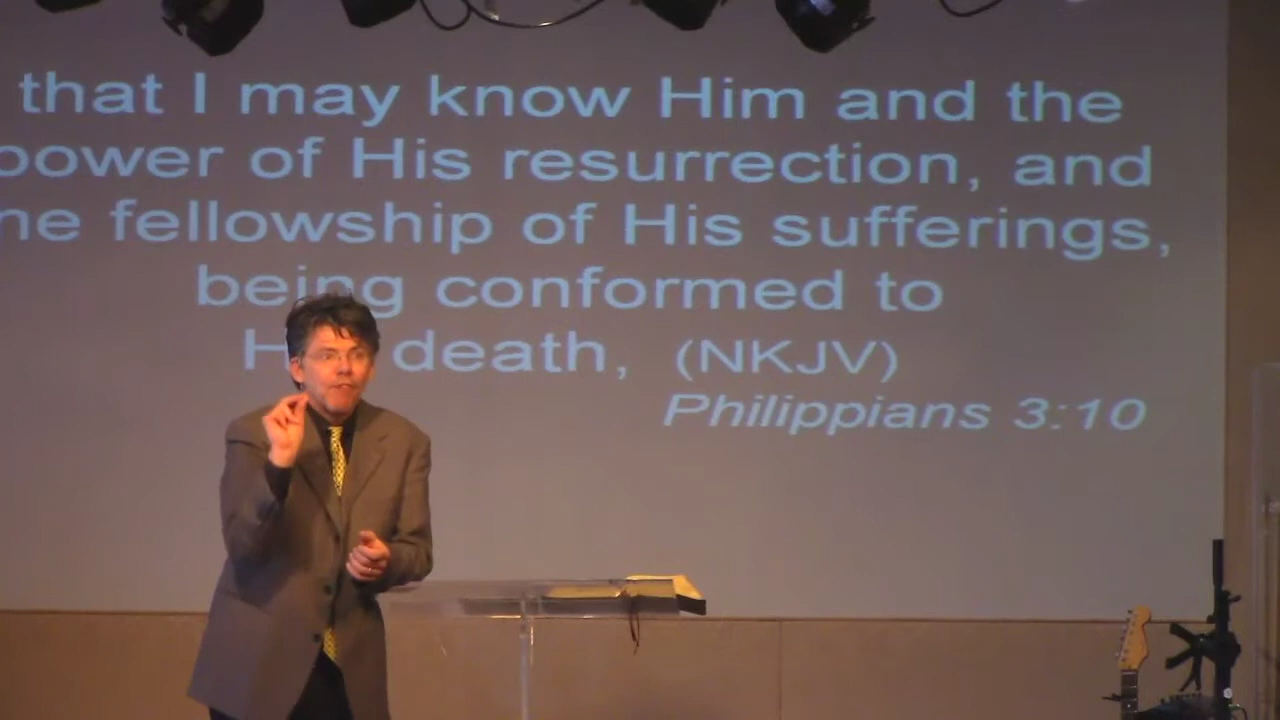 that I may know Him and the
power of His resurrection, and
fellowship of His sufferings,
being conformed to
death, (NKJV)
Philippians 3:10